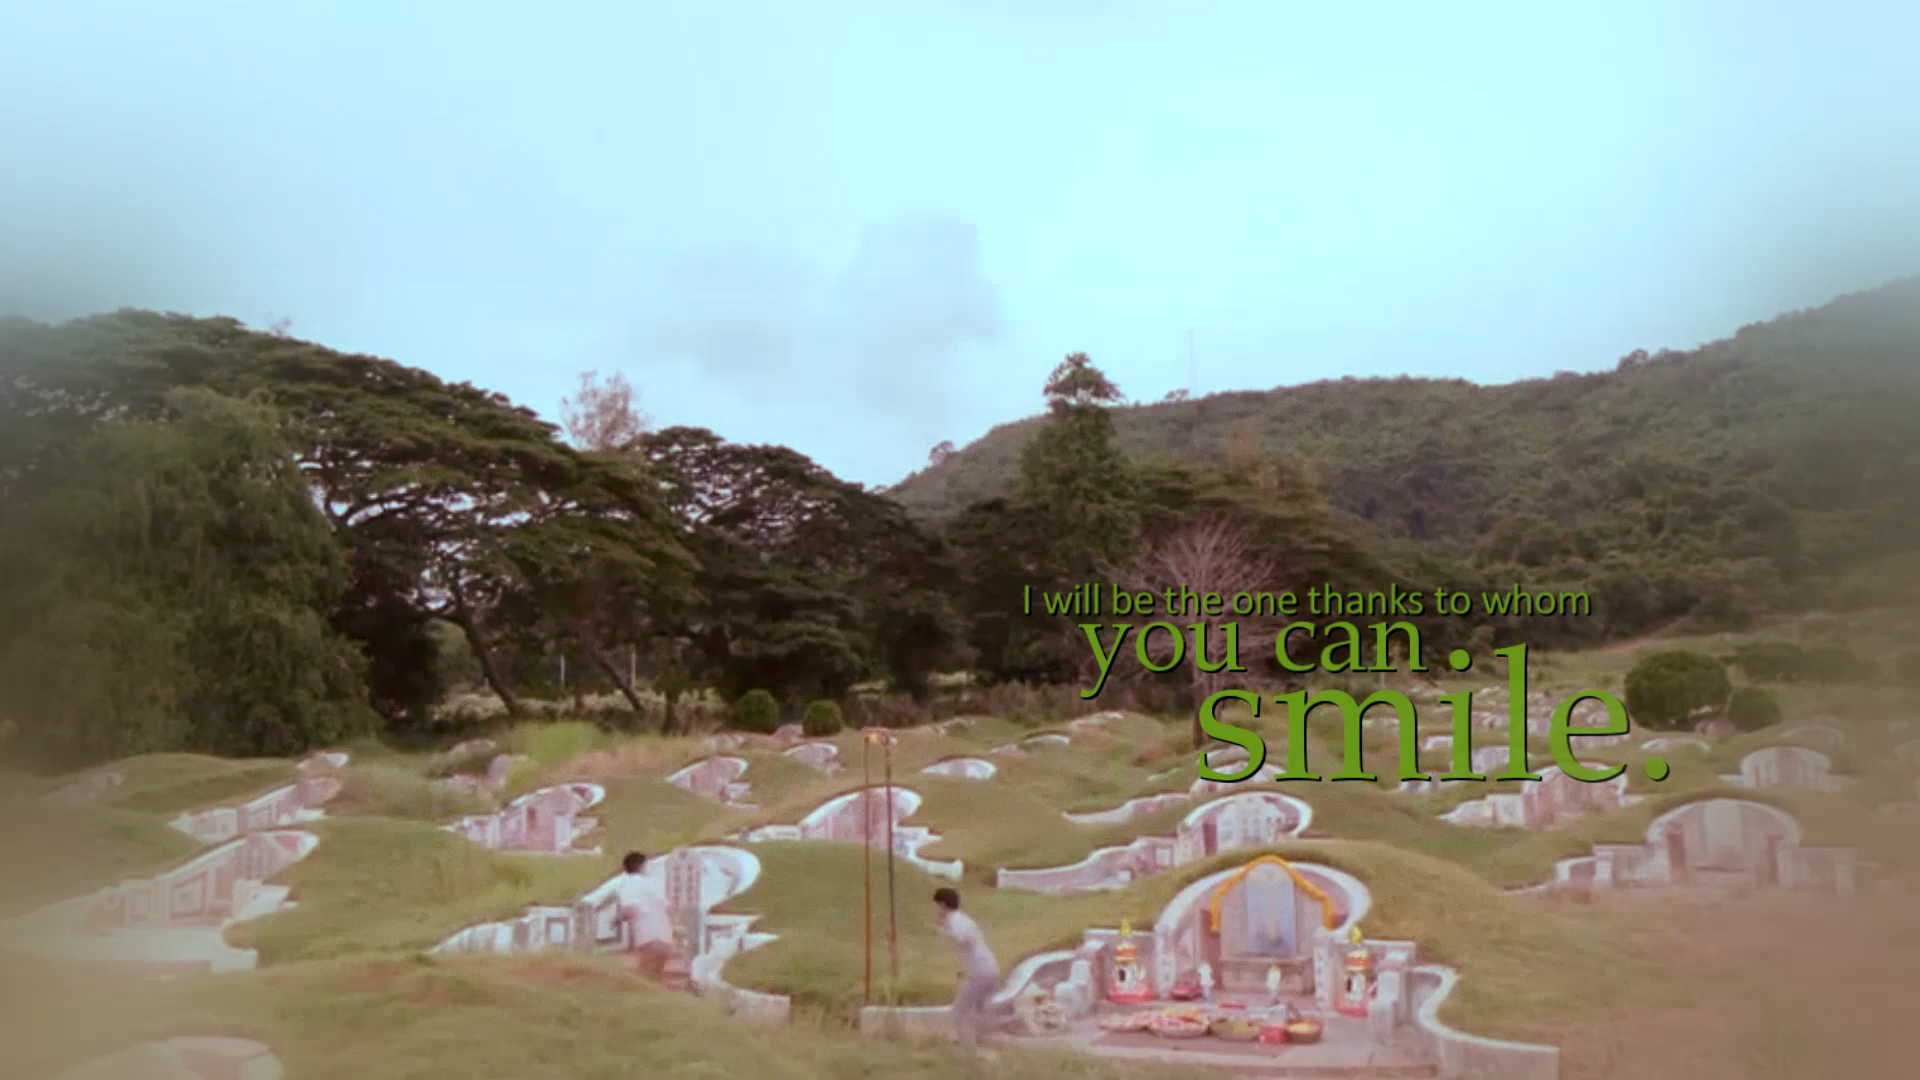 I will be the one thanks to whom
you can
smile.